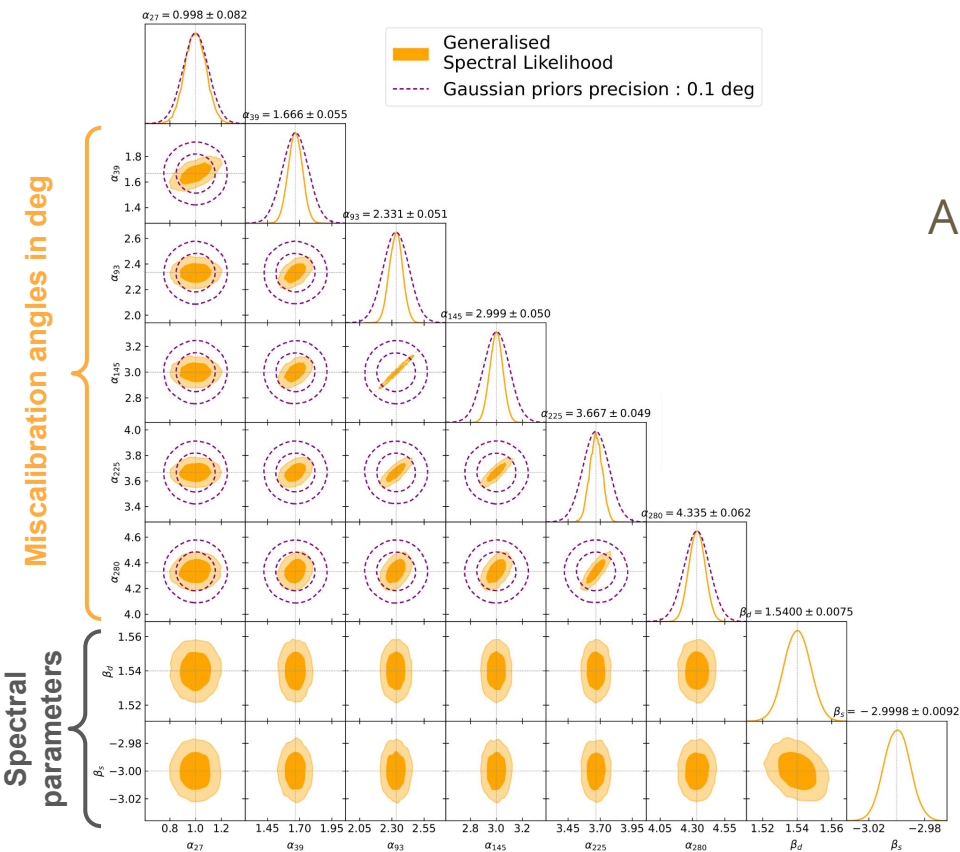 α27 = 0.998 ± 0.082
Generalised
Spectral Likelihood
Gaussian priors precision : 0.1 deg
α39 = 1.666 ± 0.055
1.8
1.6
1.4
α39
A
α93 = 2.331 ± 0.051
2.6
2.4
2.2
2.0
α93
Miscalibration angles in deg
α145 = 2.999 ± 0.050
3.2
3.0
2.8
α145
α225 = 3.667 ± 0.049
4.0
3.8
3.6
3.4
α225
α280 = 4.335 ± 0.062
4.6
4.4
4.2
4.0
α280
βd = 1.5400 ± 0.0075
1.56
1.54
1.52
βd
Spectral
parameters
βs = −2.9998 ± 0.0092
−2.98
−3.00
−3.02
βs
0.8 1.0 1.2 1.45 1.70 1.95 2.05 2.30 2.55 2.8 3.0 3.2 3.45 3.70 3.95 4.05 4.30 4.55 1.52 1.54 1.56 −3.02 −2.98
α27 α39 α93 α145 α225 α280 βd βs